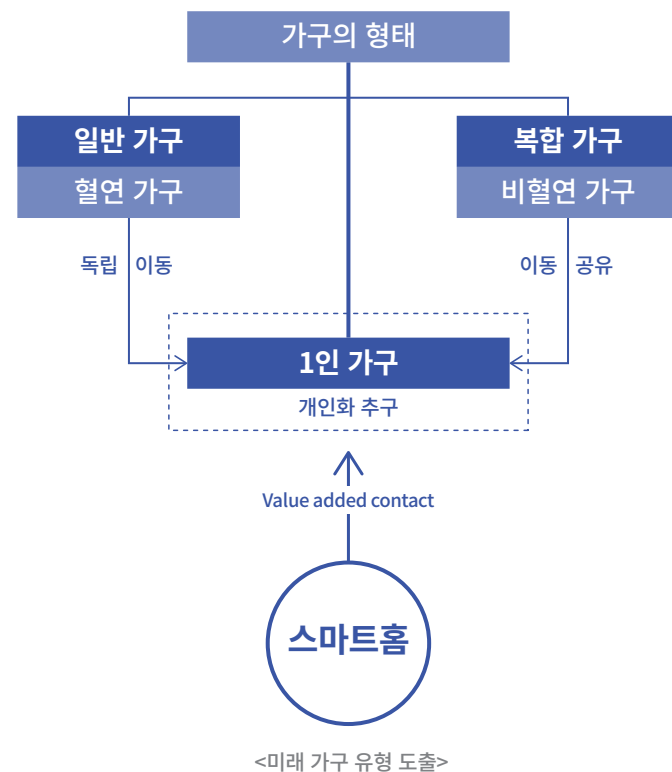 가구의 형태
일반 가구
혈연 가구
복합 가구
비혈연 가구
독립 이동
이동 공유
1인 가구
개인화 추구
Value added contact
스마트홈
<미래 가구 유형 도출>